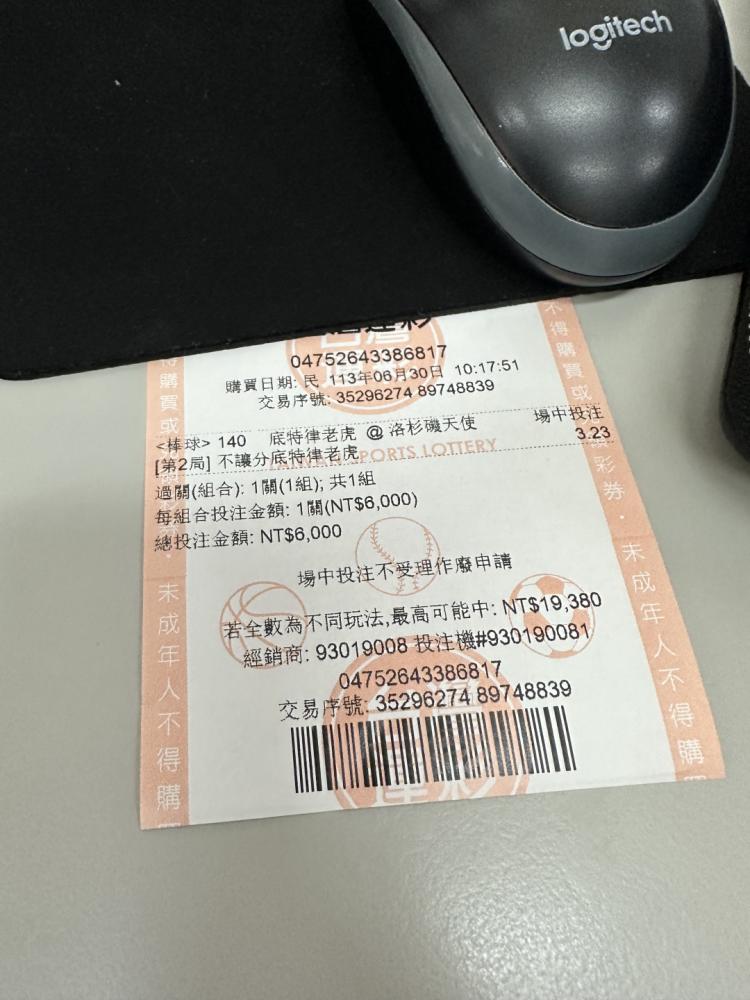 logitech
04752643386817
購買日期: 民 113年06月30日 10:17:51
交易序號: 35296274 89748839
<棒球> 140 底特律老虎 @ 洛杉磯天使 場中投注
[第2局] 不讓分底特律老虎 3.23
SPORTS LOTTERY
過關(組合): 1關(1組); 共1組
每組合投注金額: 1關(NT$6,000)
總投注金額: NT$6,000
場中投注不受理作廢申請
若全數為不同玩法,最高可能中: NT$19,380
經銷商: 93019008 投注機#930190081
04752643386817
交易序號: 35296274 89748839
得購買或
未成年人不得購
不得購買或
彩券・未成年人不得購